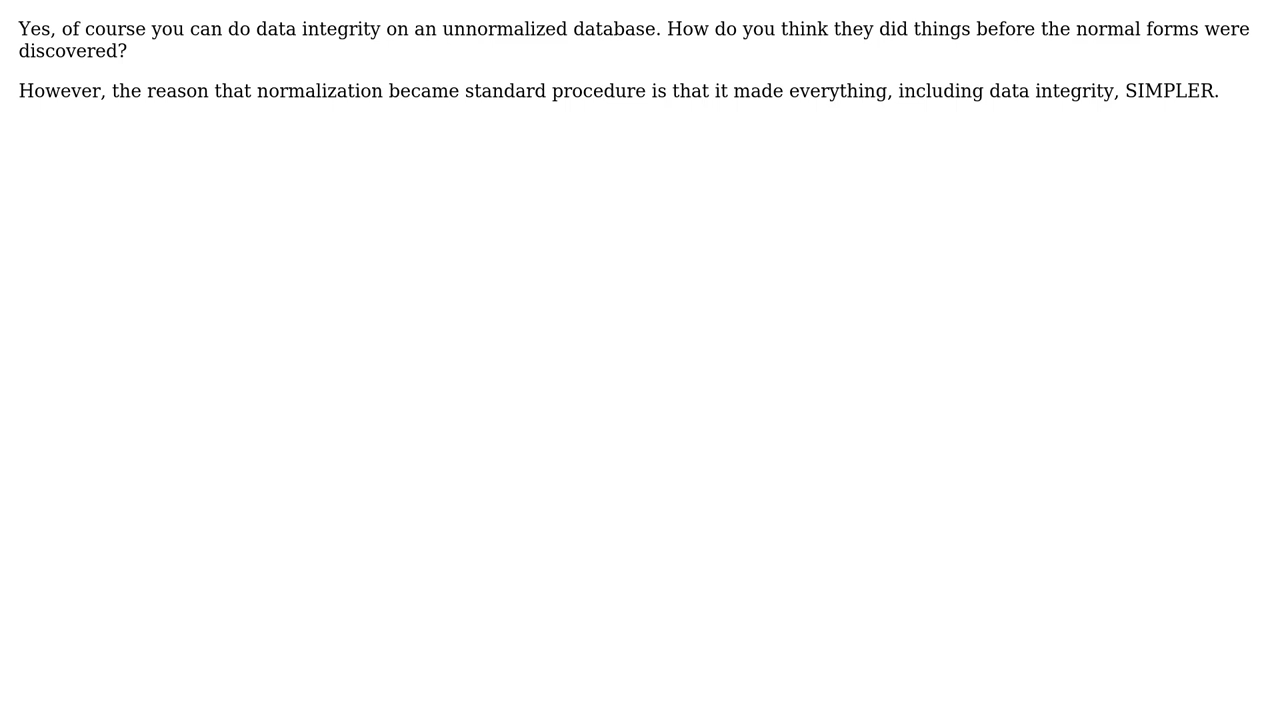 Yes, of course you can do data integrity on an unnormalized database. How do you think they did things before the normal forms were
discovered?
However, the reason that normalization became standard procedure is that it made everything, including data integrity, SIMPLER.